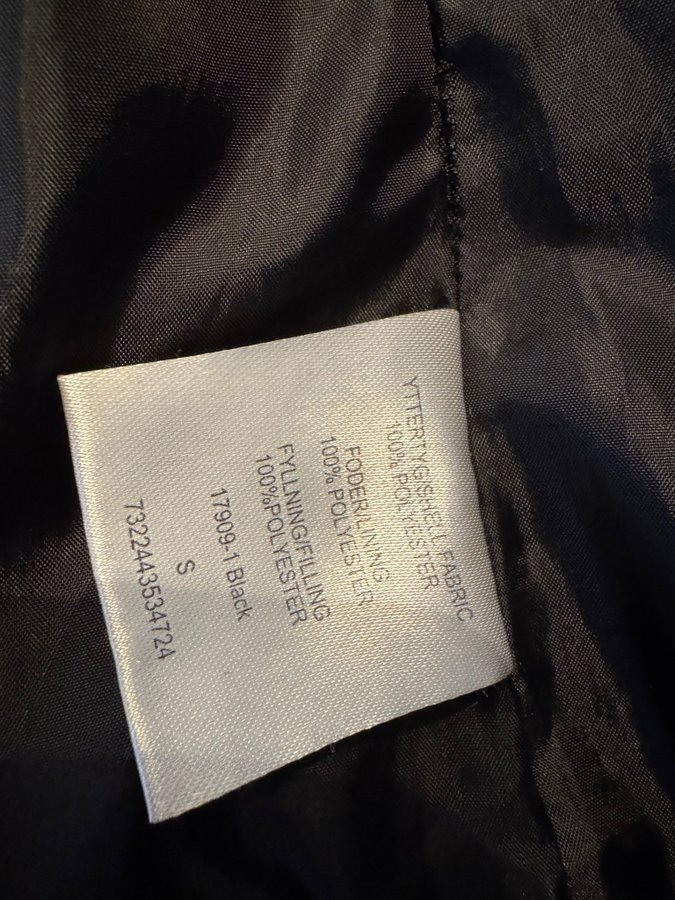 YTTERTYG/SHELL FABRIC
100% POLYESTER
FODER/LINING
100% POLYESTER
FYLLNING/FILLING
100%POLYESTER
17909-1 Black
S
7322443534724